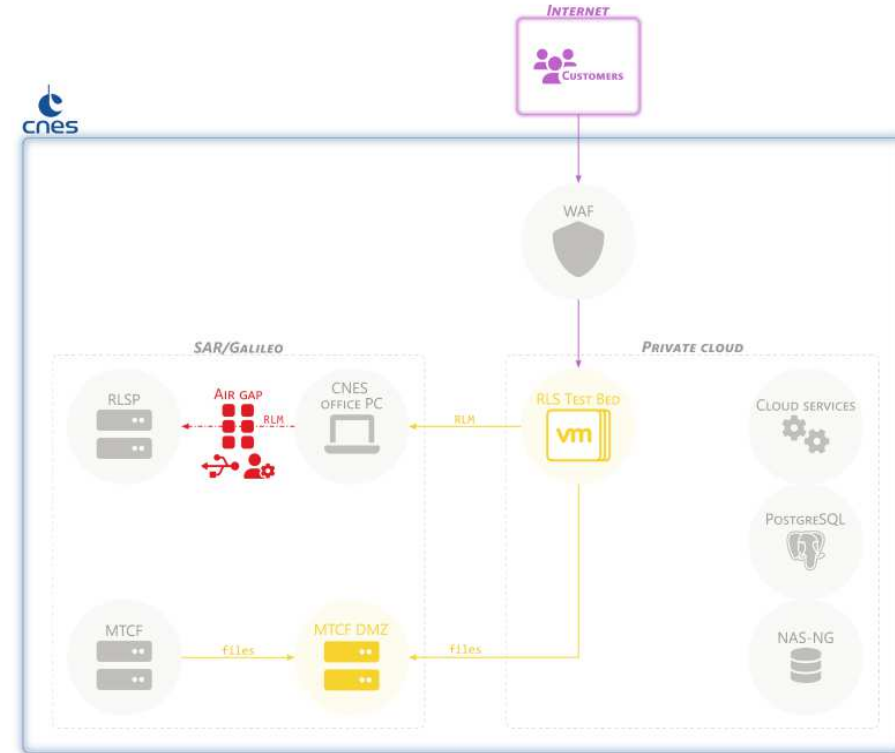 INTERNET
CUSTOMERS
cnes
WAF
SAR/GALILEO
PRIVATE CLOUD
RLSP
AIR GAP
RLM
CNES
OFFICE PC
RLM
RLS TEST BED
vm
CLOUD SERVICES
POSTGRESQL
MTCF
files
MTCF DMZ
files
NAS-NG